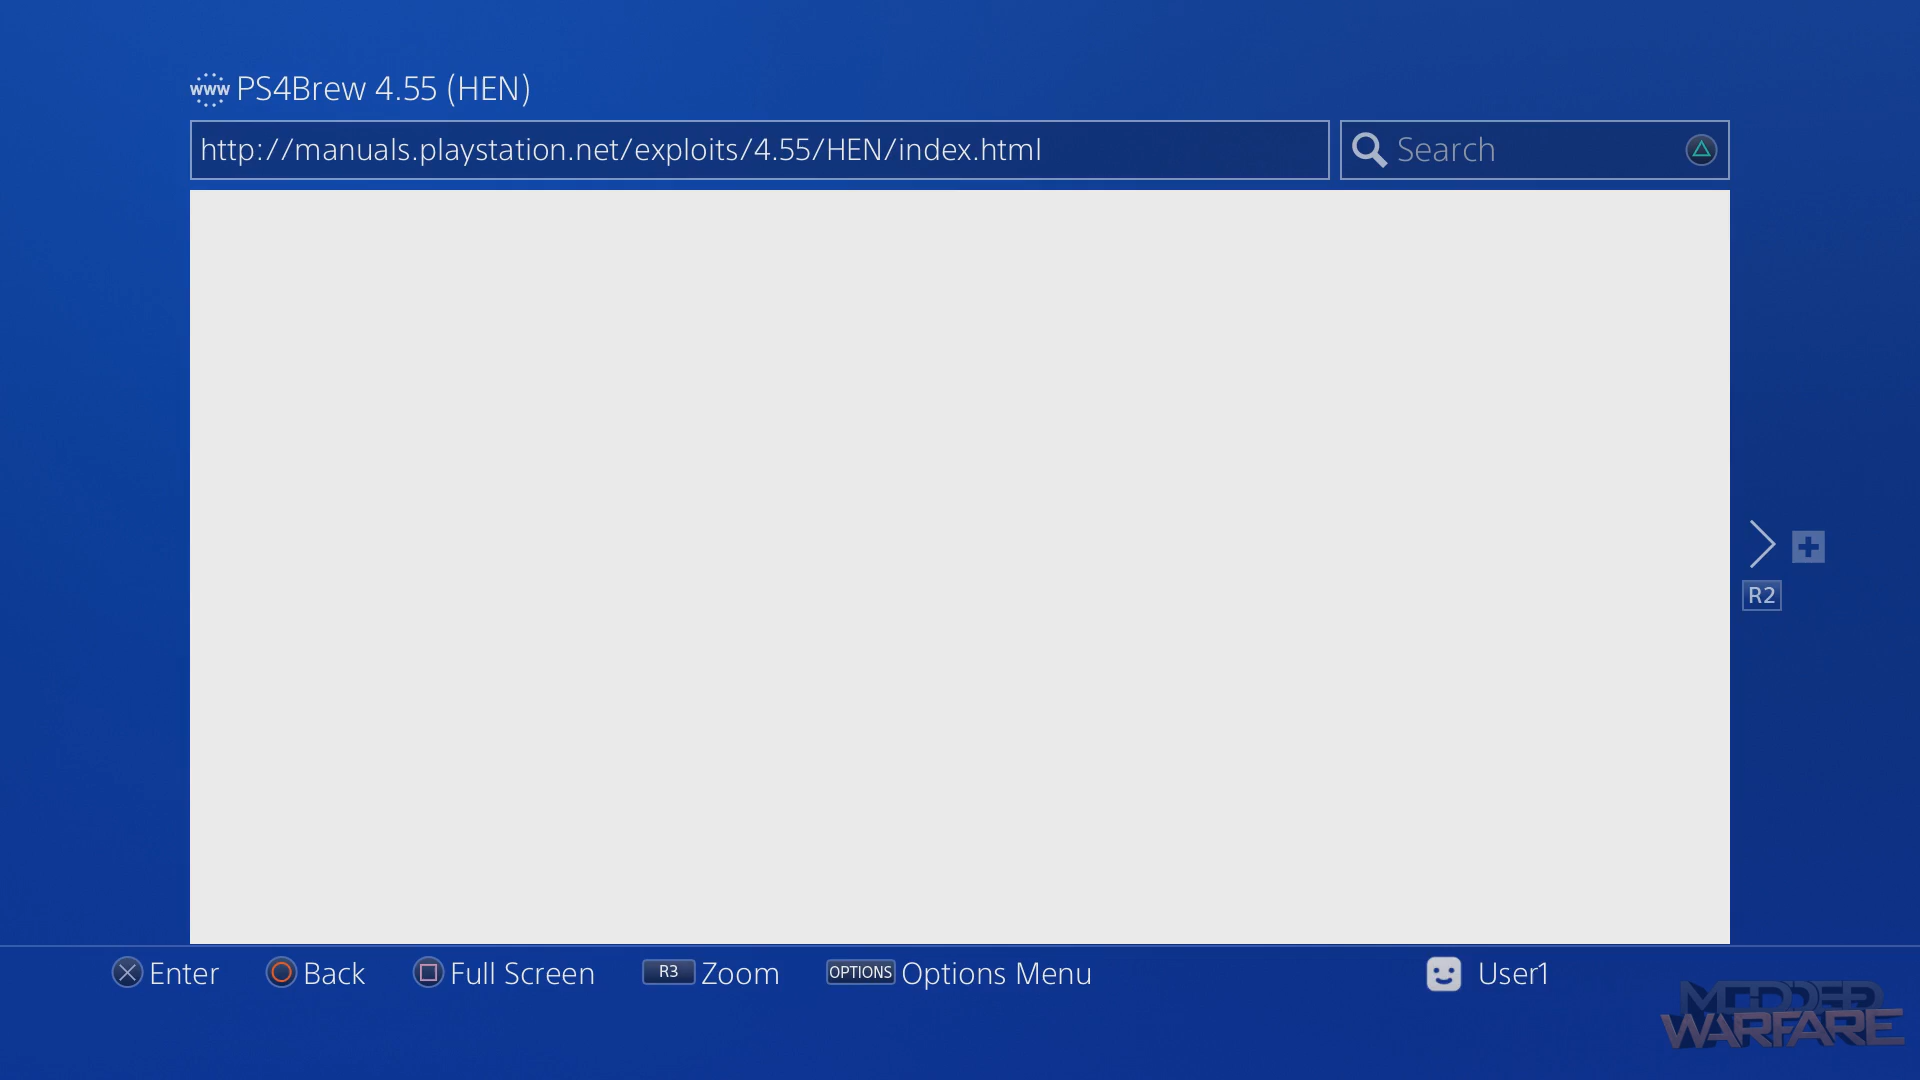 www PS4Brew 4.55 (HEN)
http://manuals.playstation.net/exploits/4.55/HEN/index.html
Search
R2
Enter Back Full Screen R3 Zoom OPTIONS Options Menu User1
MODDED
WARFARE